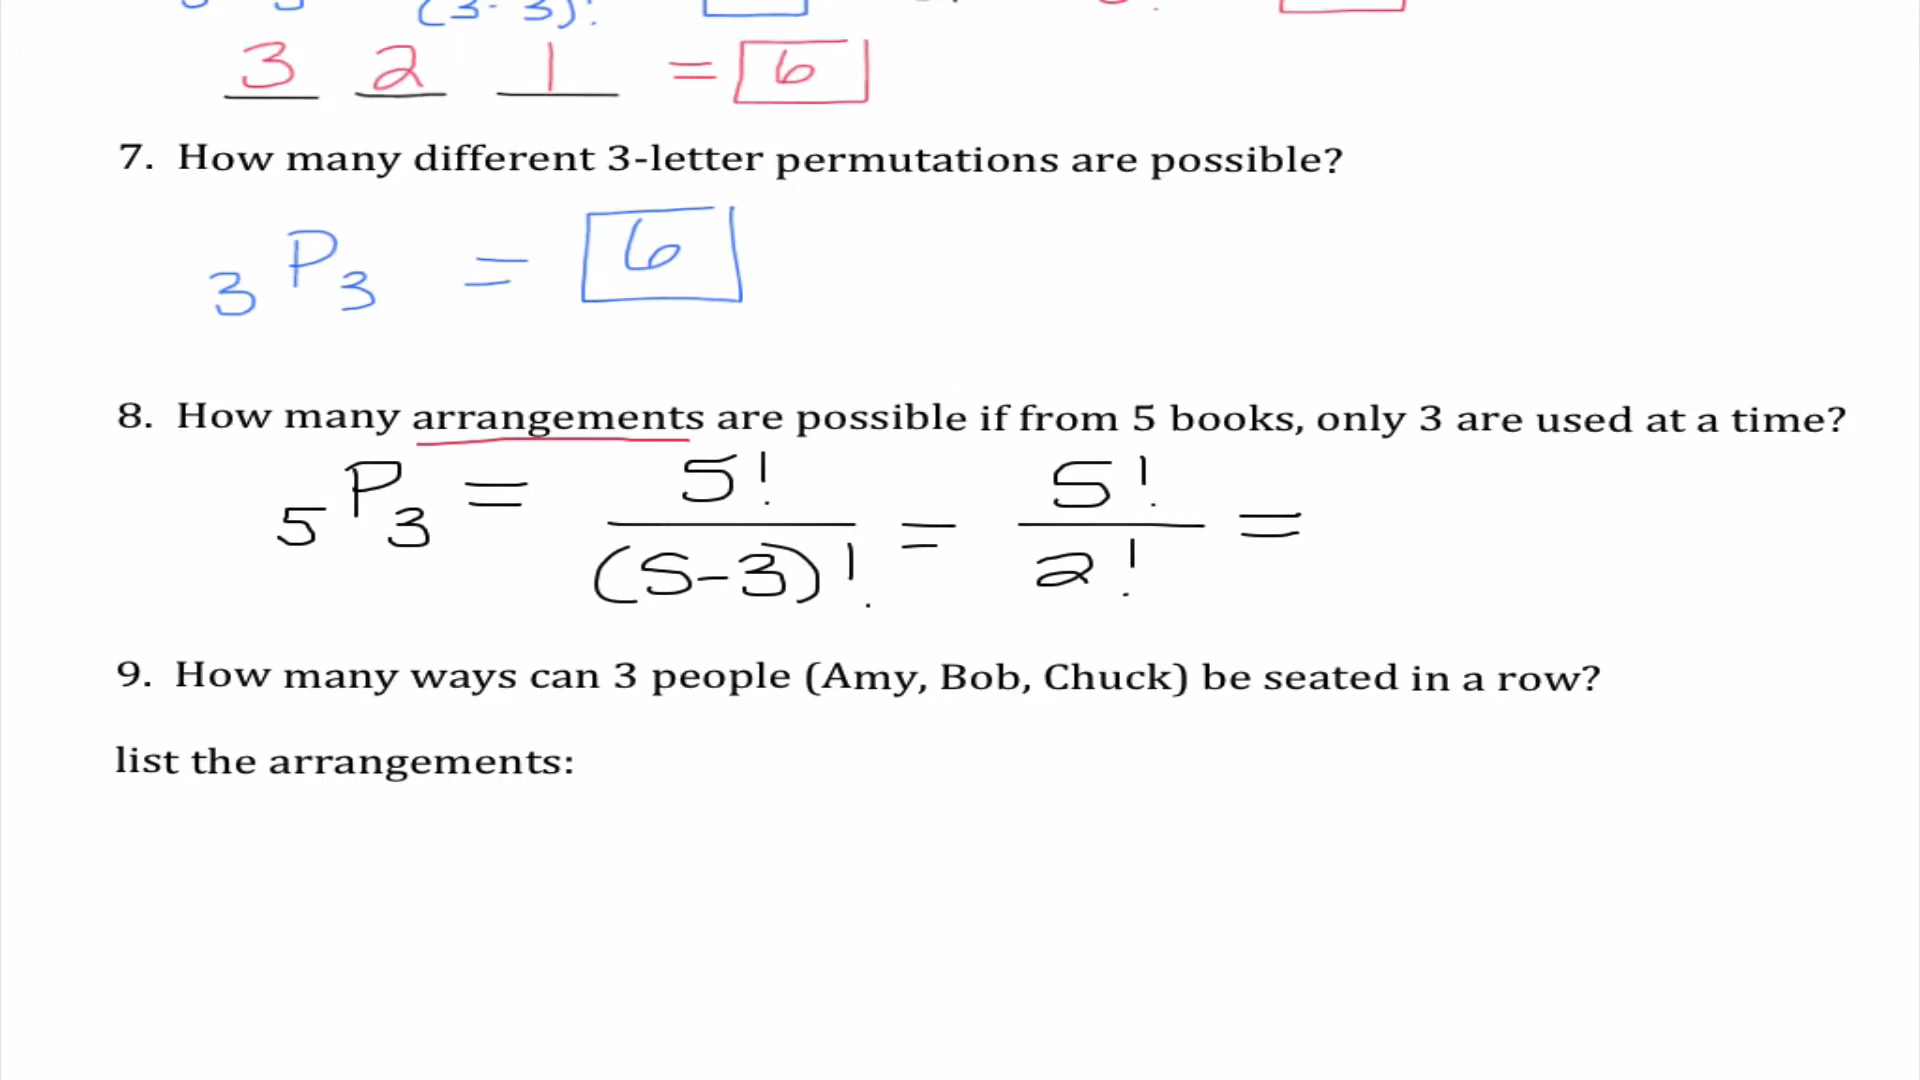 (3-3)!
3 2 1 = 6
7. How many different 3-letter permutations are possible?
3P3 = 6
8. How many arrangements are possible if from 5 books, only 3 are used at a time?
5P3 = 5!/(5-3)! = 5!/2! =
9. How many ways can 3 people (Amy, Bob, Chuck) be seated in a row?
list the arrangements: